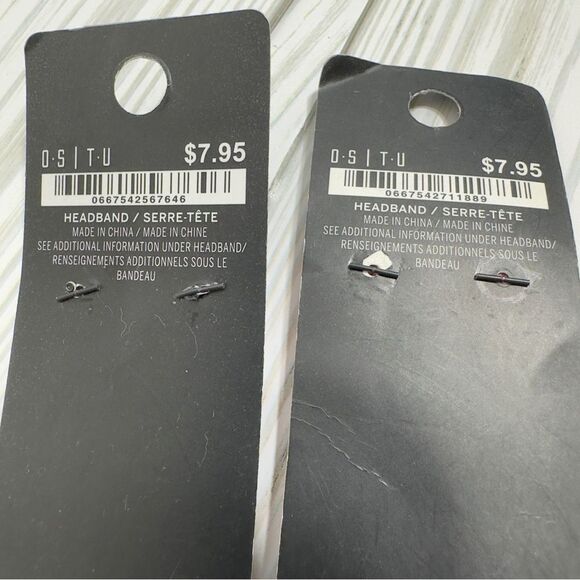 O·S | T·U $7.95
0667542567646
HEADBAND / SERRE-TÊTE
MADE IN CHINA / MADE IN CHINE
SEE ADDITIONAL INFORMATION UNDER HEADBAND/
RENSEIGNEMENTS ADDITIONNELS SOUS LE
BANDEAU
O·S | T·U $7.95
0667542711889
HEADBAND / SERRE-TÊTE
MADE IN CHINA / MADE IN CHINE
SEE ADDITIONAL INFORMATION UNDER HEADBAND/
RENSEIGNEMENTS ADDITIONNELS SOUS LE
BANDEAU